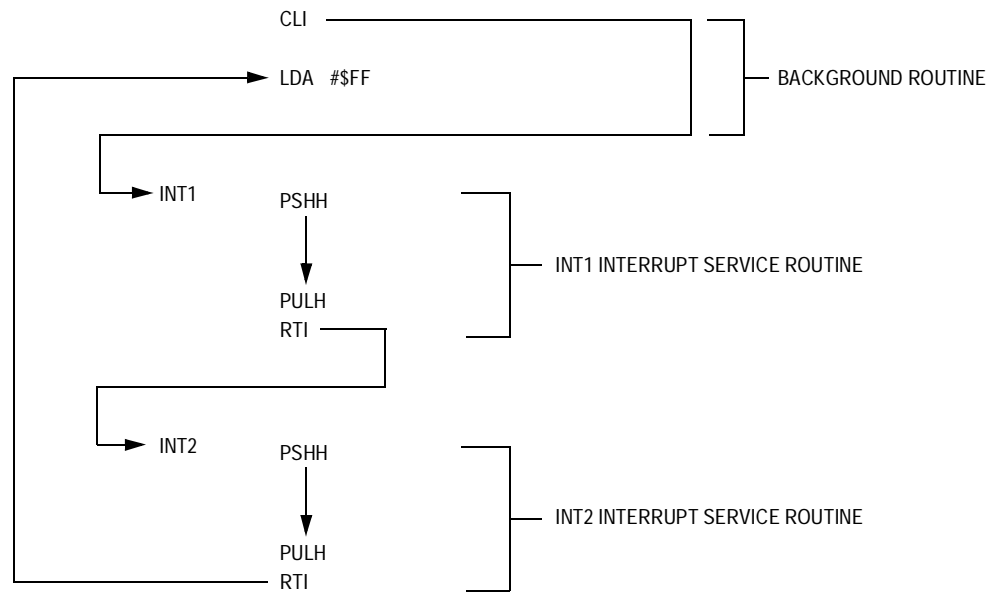 CLI
LDA #$FF
BACKGROUND ROUTINE
INT1
PSHH
INT1 INTERRUPT SERVICE ROUTINE
PULH
RTI
INT2
PSHH
INT2 INTERRUPT SERVICE ROUTINE
PULH
RTI